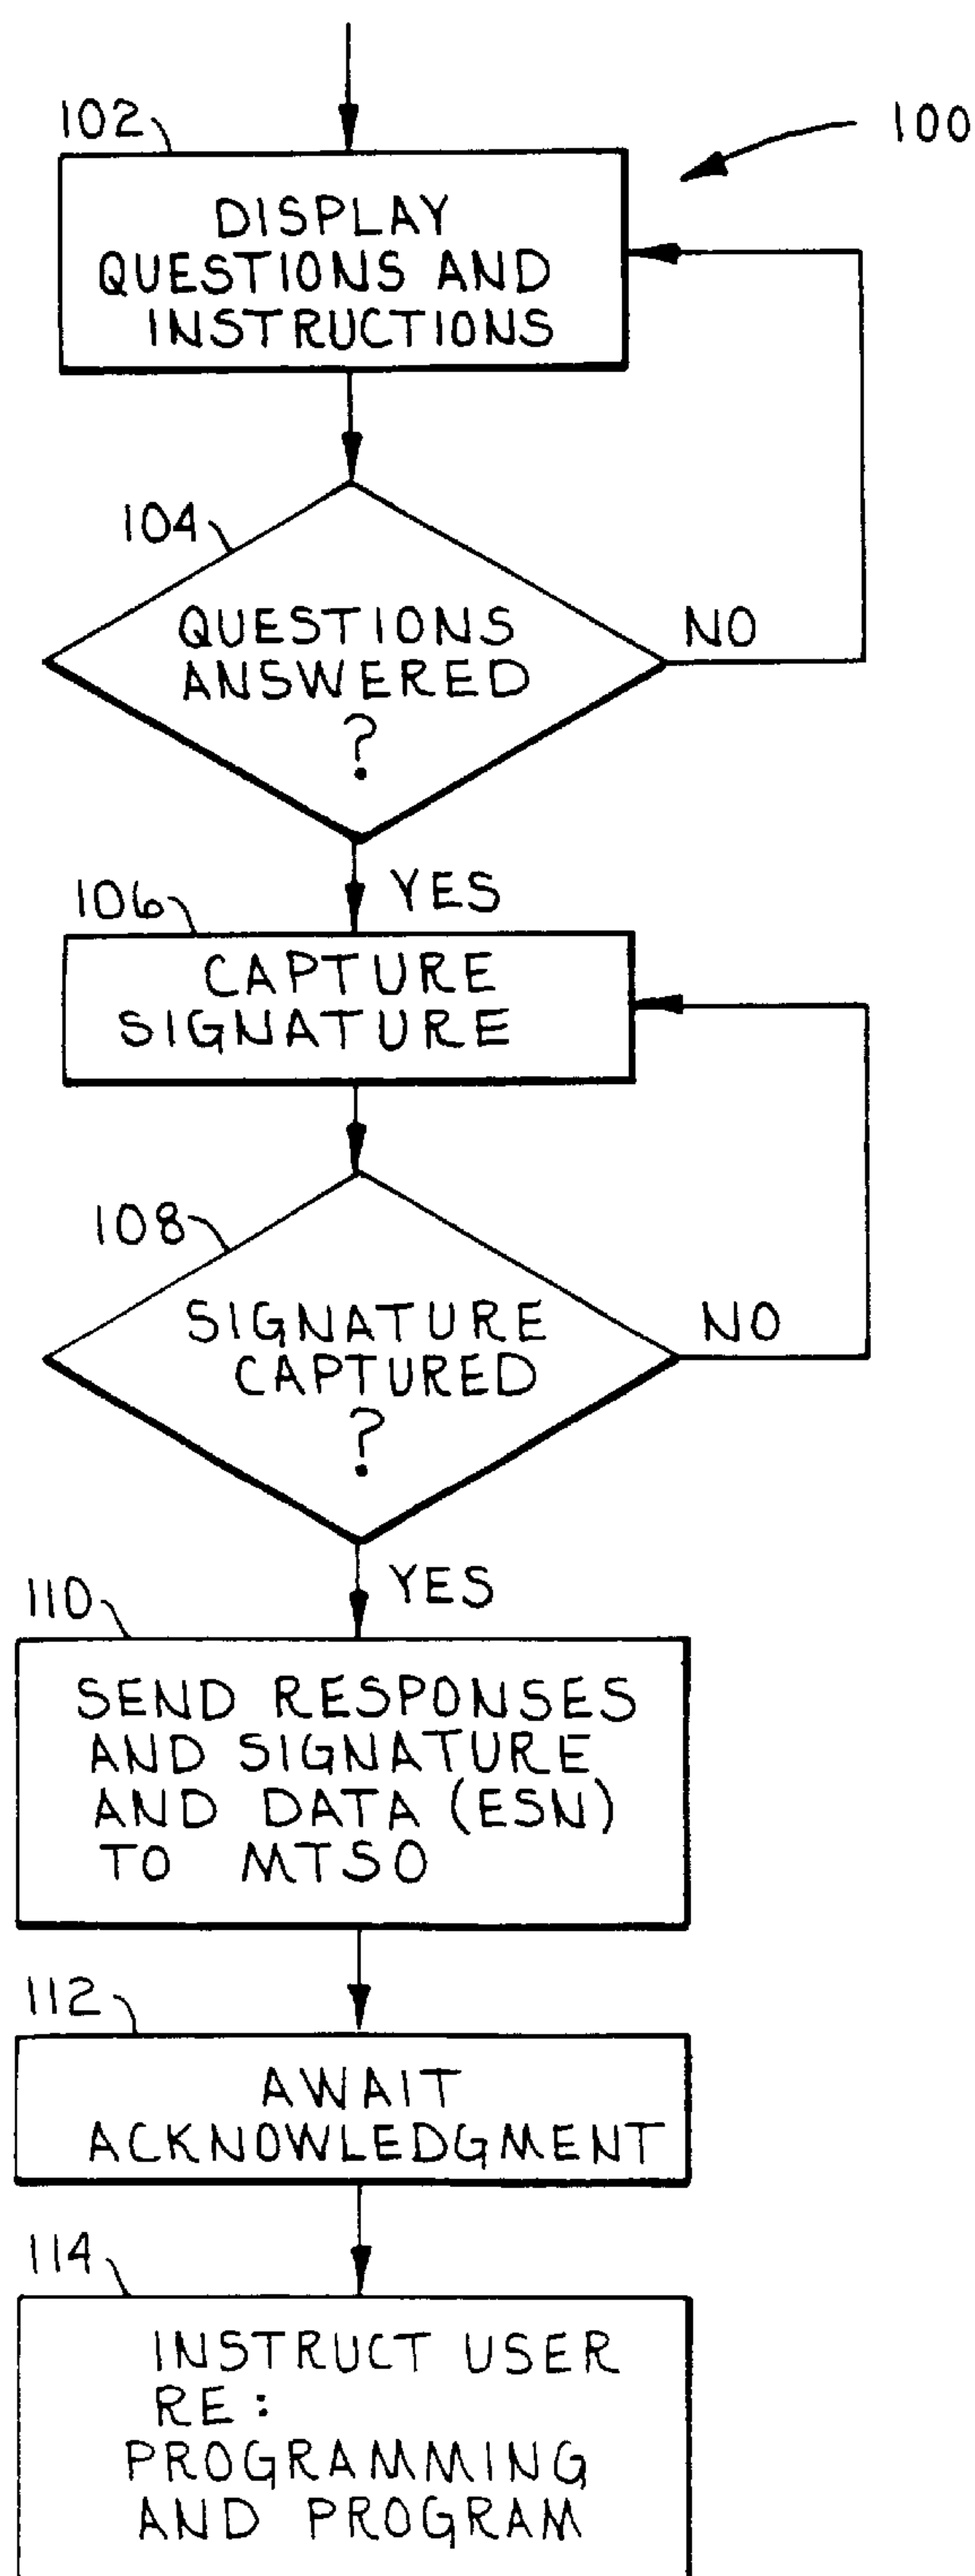 102
100
DISPLAY
QUESTIONS AND
INSTRUCTIONS
104
QUESTIONS
ANSWERED
?
NO
YES
106
CAPTURE
SIGNATURE
108
SIGNATURE
CAPTURED
?
NO
YES
110
SEND RESPONSES
AND SIGNATURE
AND DATA (ESN)
TO MTSO
112
AWAIT
ACKNOWLEDGMENT
114
INSTRUCT USER
RE:
PROGRAMMING
AND PROGRAM